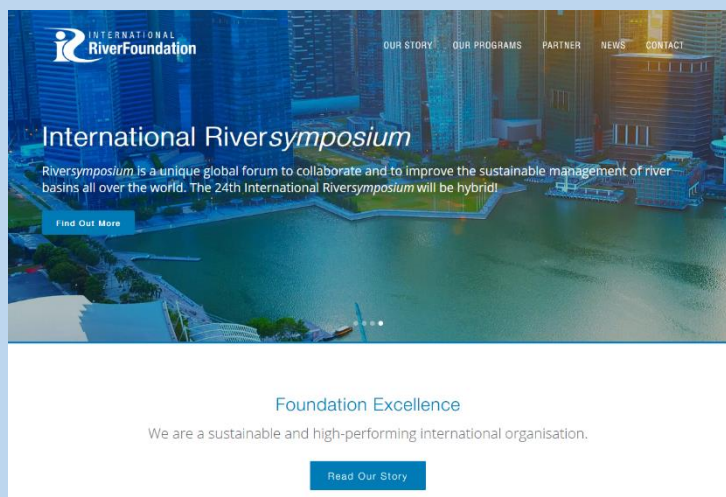 INTERNATIONAL
RiverFoundation
OUR STORY OUR PROGRAMS PARTNER NEWS CONTACT
International Riversymposium
Riversymposium is a unique global forum to collaborate and to improve the sustainable management of river
basins all over the world. The 24th International Riversymposium will be hybrid!
Find Out More
Foundation Excellence
We are a sustainable and high-performing international organisation.
Read Our Story